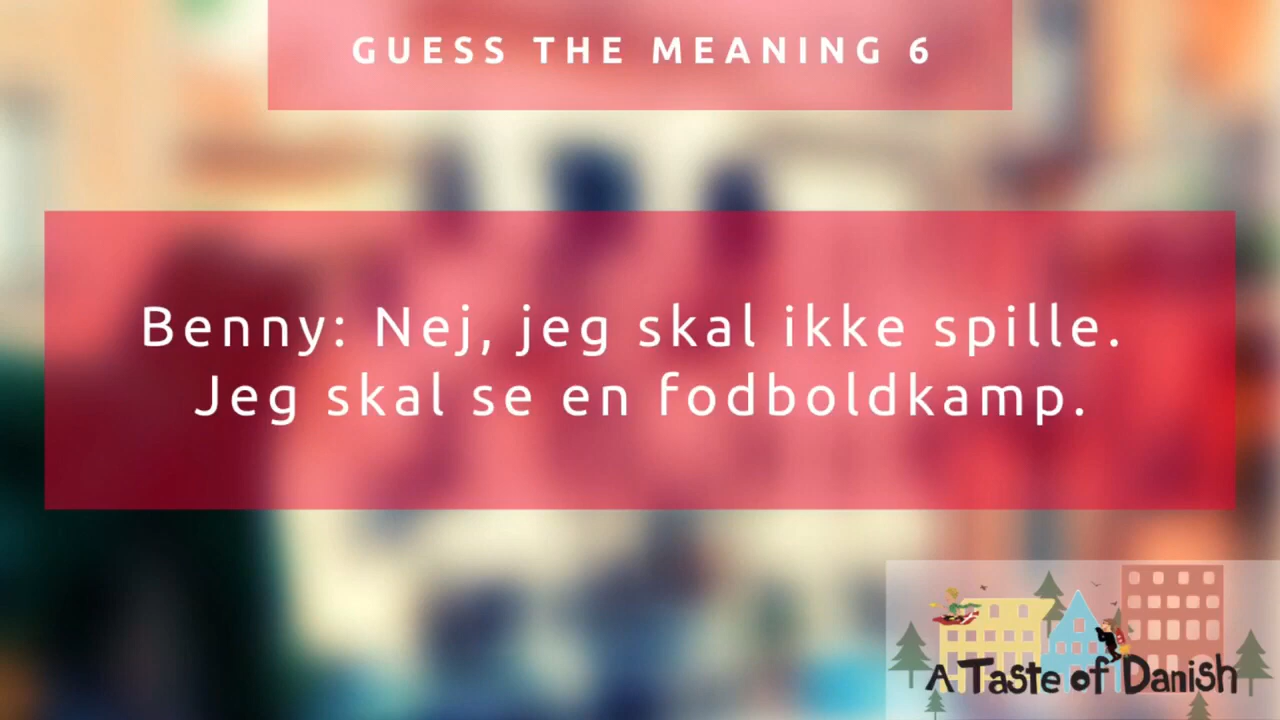 GUESS THE MEANING 6
Benny: Nej, jeg skal ikke spille.
Jeg skal se en fodboldkamp.
A Taste of Danish